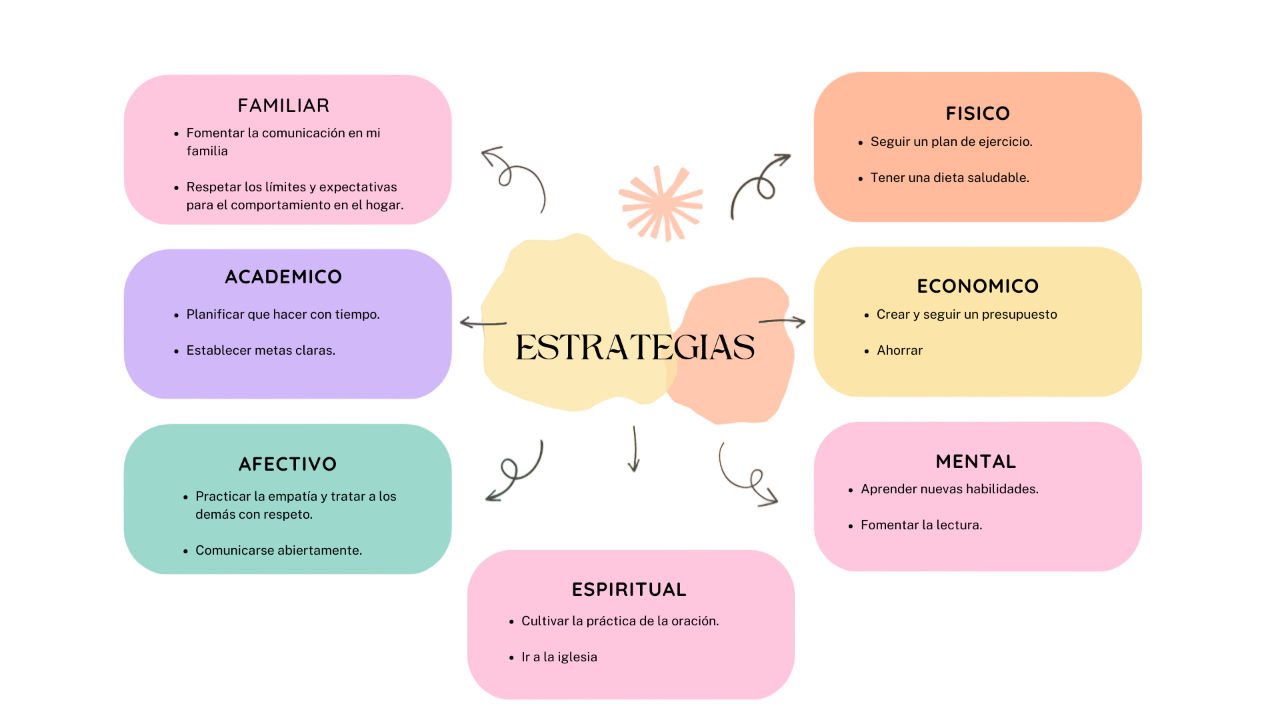 FAMILIAR
• Fomentar la comunicación en mi
familia
• Respetar los límites y expectativas
para el comportamiento en el hogar.
ACADEMICO
• Planificar que hacer con tiempo.
• Establecer metas claras.
AFECTIVO
• Practicar la empatía y tratar a los
demás con respeto.
• Comunicarse abiertamente.
ESTRATEGIAS
FISICO
• Seguir un plan de ejercicio.
• Tener una dieta saludable.
ECONOMICO
• Crear y seguir un presupuesto
• Ahorrar
MENTAL
• Aprender nuevas habilidades.
• Fomentar la lectura.
ESPIRITUAL
• Cultivar la práctica de la oración.
• Ir a la iglesia